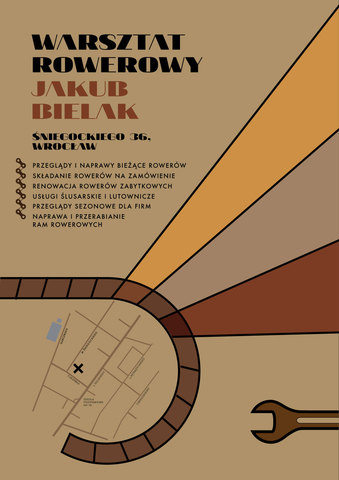 WARSZTAT
ROWEROWY
JAKUB
BIELAK
ŚNIEGOCKIEGO 36,
WROCŁAW
PRZEGLĄDY I NAPRAWY BIEŻĄCE ROWERÓW
SKŁADANIE ROWERÓW NA ZAMÓWIENIE
RENOWACJA ROWERÓW ZABYTKOWYCH
USŁUGI ŚLUSARSKIE I LUTOWNICZE
PRZEGLĄDY SEZONOWE DLA FIRM
NAPRAWA I PRZERABIANIE
RAM ROWEROWYCH